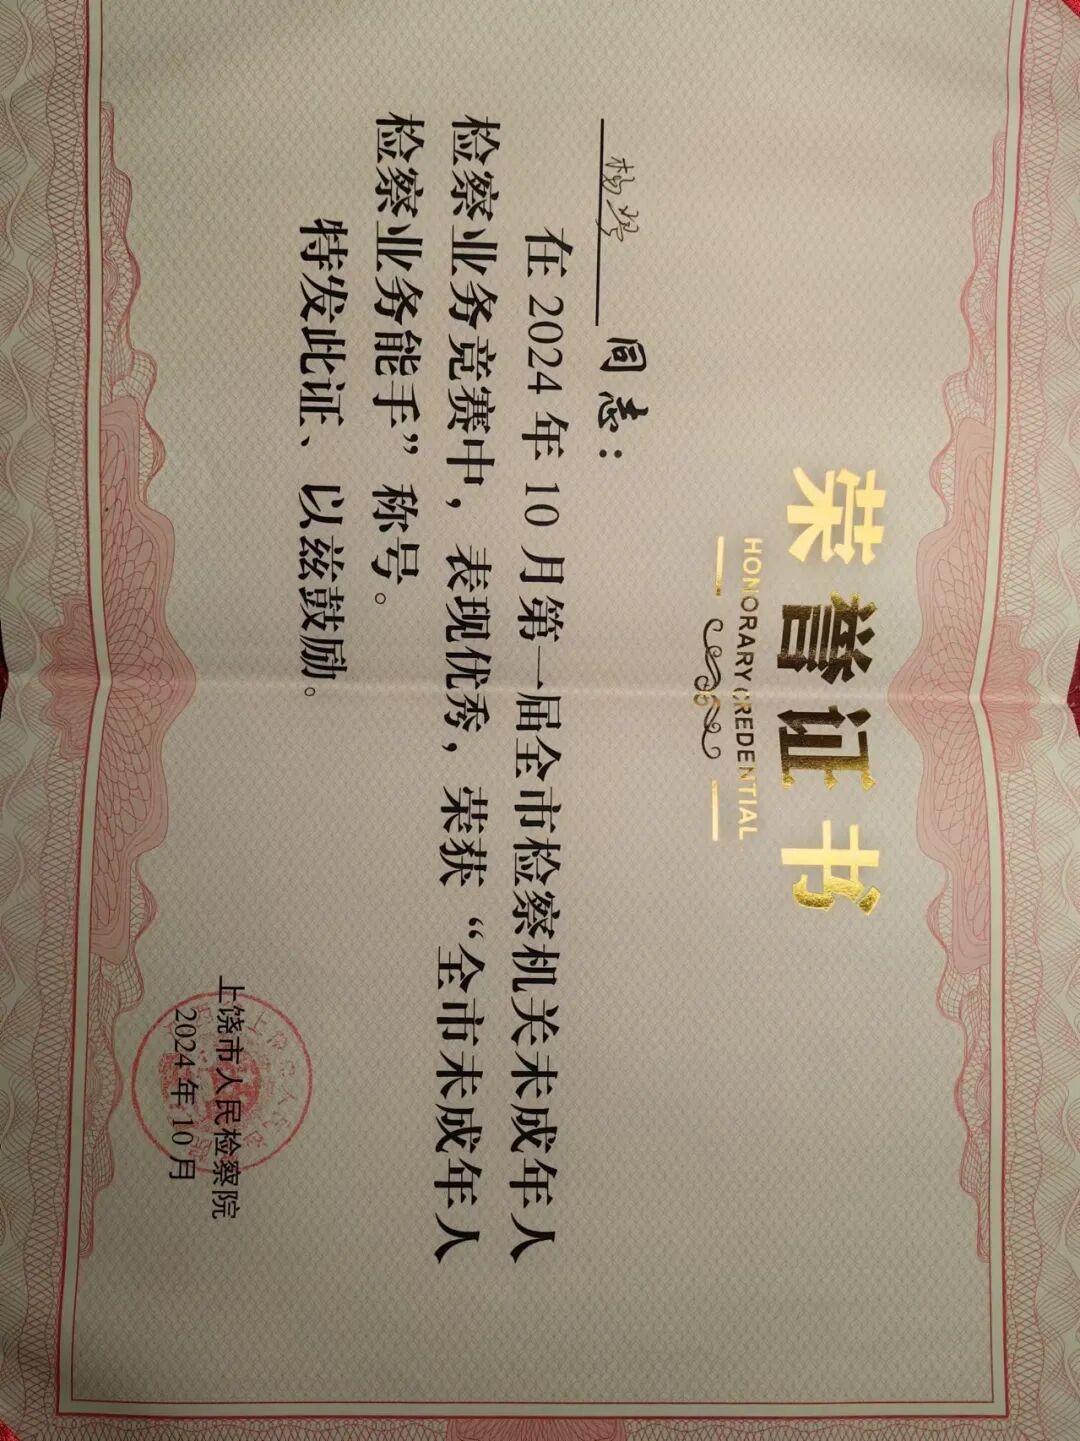 荣誉证书
HONORARY CREDENTIAL
同志：
在2024年10月第一届全市检察机关未成年人
检察业务竞赛中，表现优秀，荣获“全市未成年人
检察业务能手”称号。
特发此证、以兹鼓励。
上饶市人民检察院
2024年10月